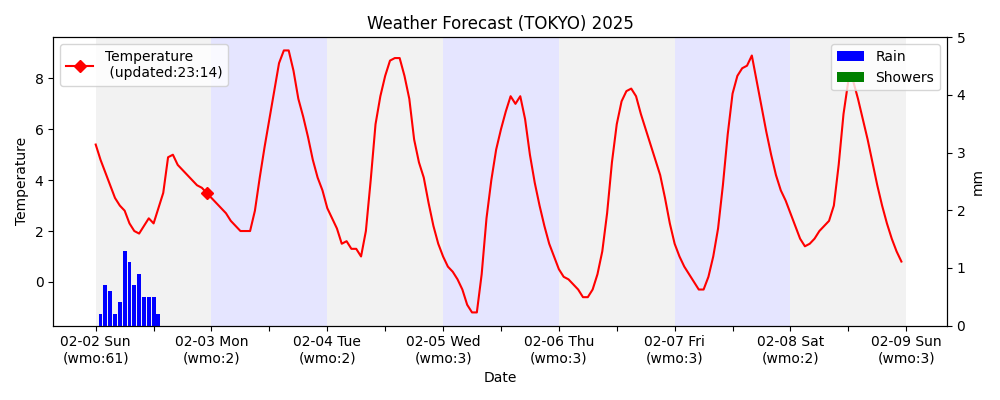 Weather Forecast (TOKYO) 2025
Temperature
(updated:23:14)
Rain
Showers
Temperature
8
6
4
2
0
5
4
3
2
1
0
mm
02-02 Sun 02-03 Mon 02-04 Tue 02-05 Wed 02-06 Thu 02-07 Fri 02-08 Sat 02-09 Sun
(wmo:61) (wmo:2) (wmo:2) (wmo:3) (wmo:3) (wmo:3) (wmo:2) (wmo:3)
Date